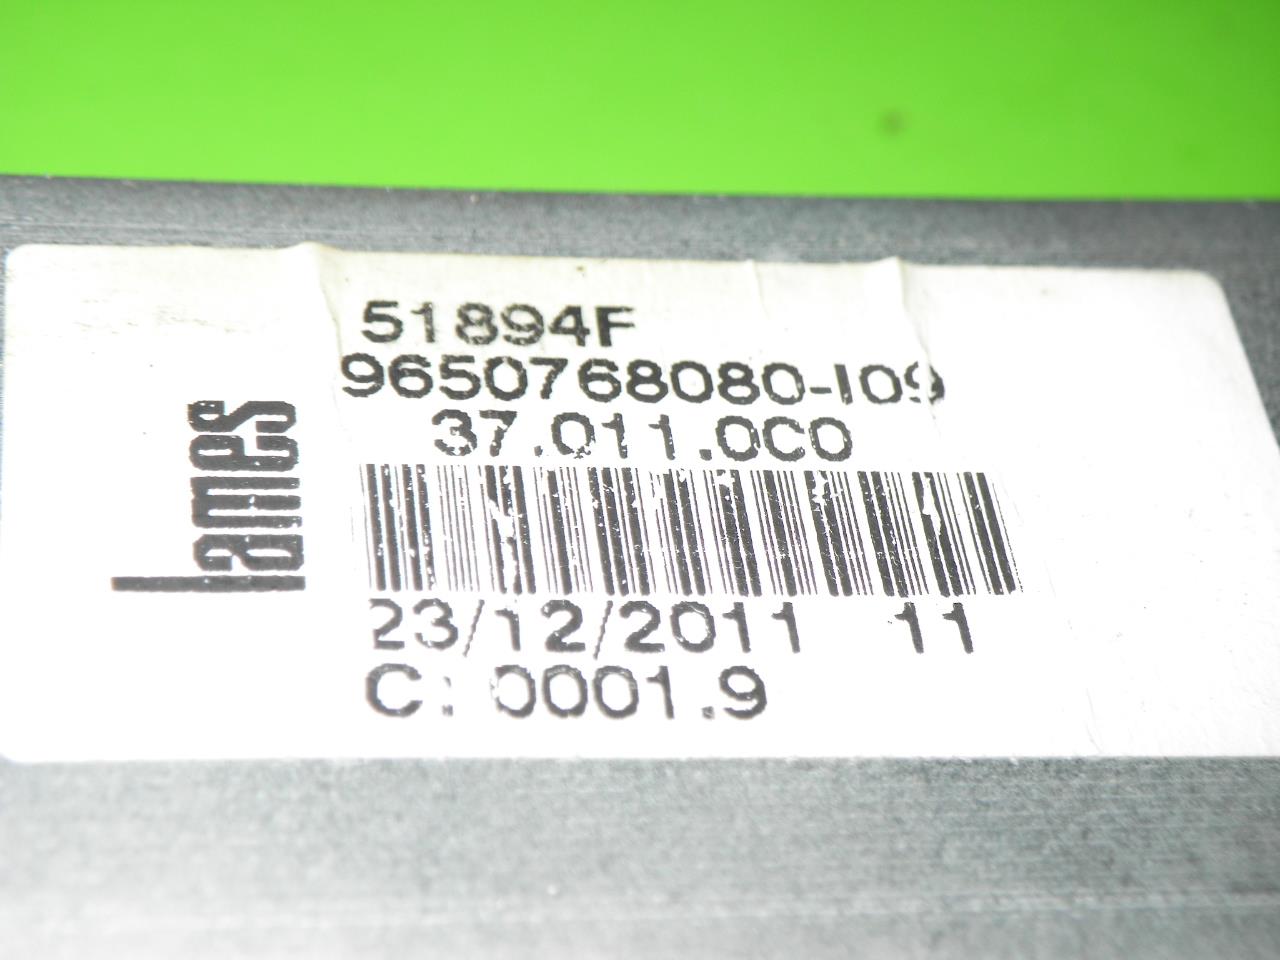 51894F
9650768080-I09
37.011.0C0
lames
23/12/2011 11
C: 0001.9